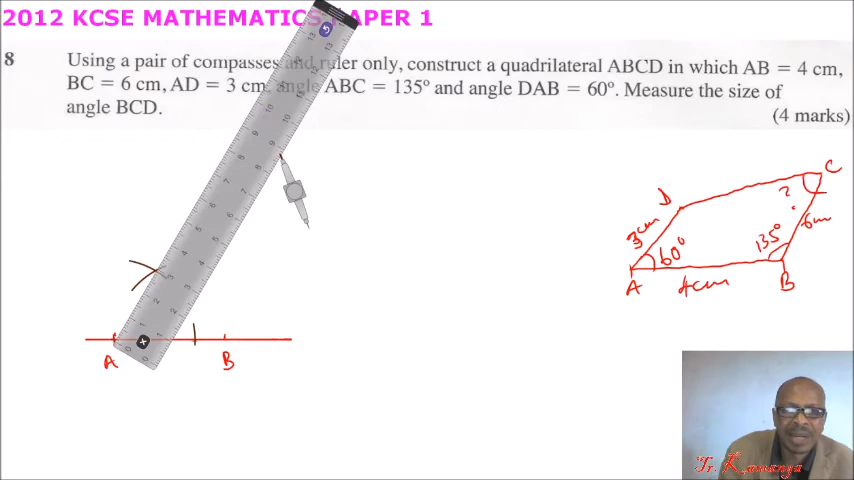 2012 KCSE MATHEMATICS PAPER 1
8 Using a pair of compasses and ruler only, construct a quadrilateral ABCD in which AB = 4 cm,
BC = 6 cm, AD = 3 cm, angle ABC = 135° and angle DAB = 60°. Measure the size of
angle BCD. (4 marks)
C
D
?
3cm
60°
135°
6cm
A
4cm
B
A
B
Tr. Kamanga